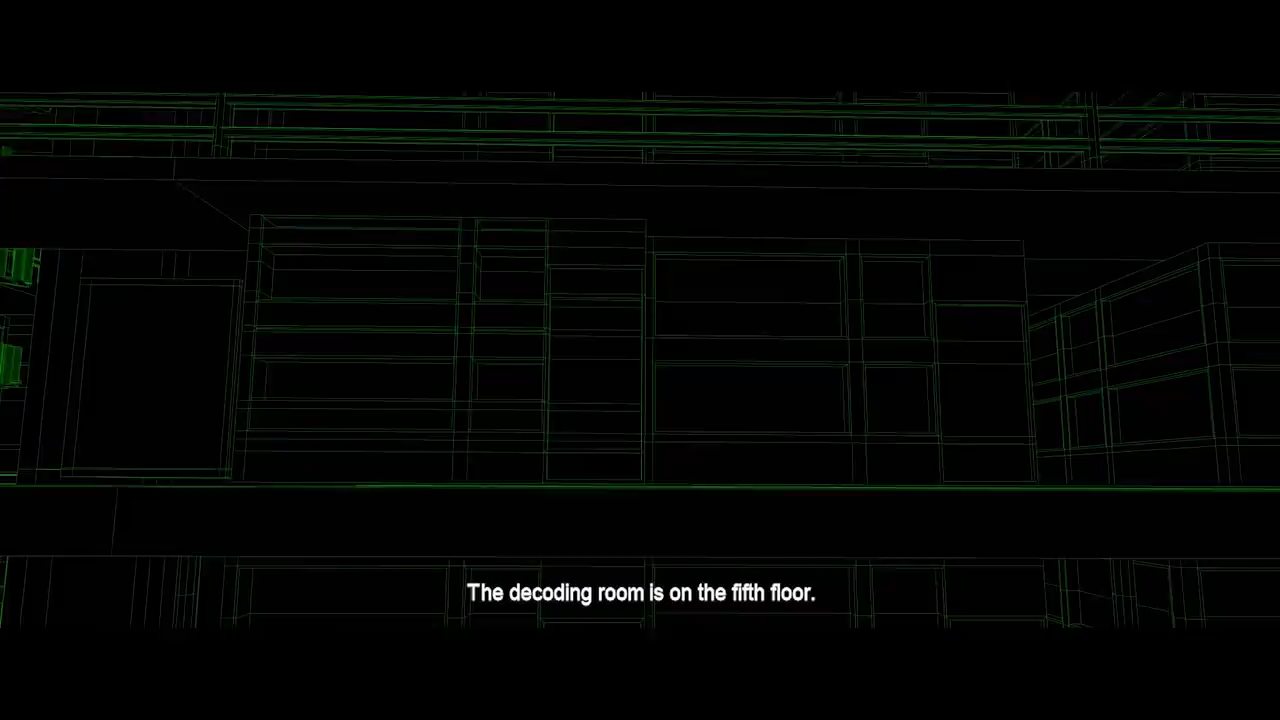 The decoding room is on the fifth floor.